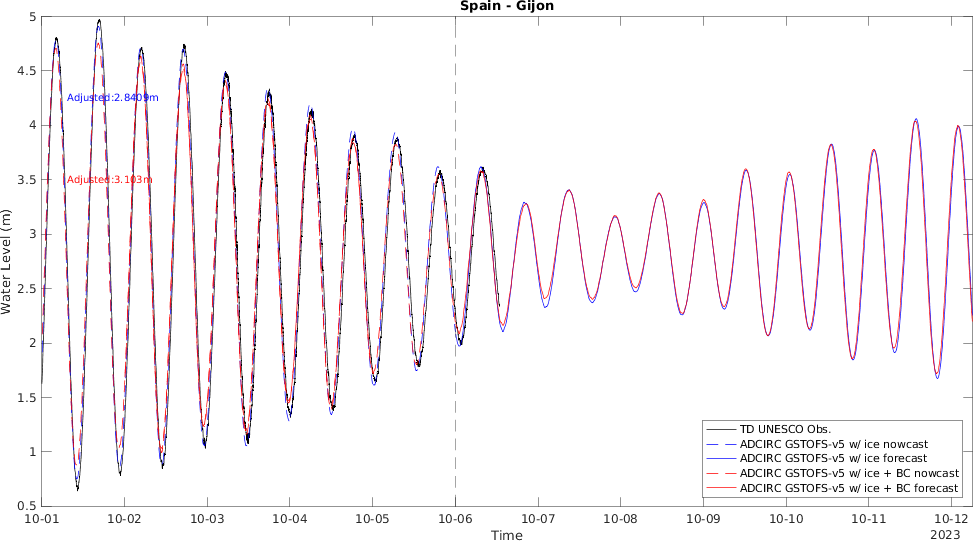 Spain - Gijon
5
4.5
4
3.5
3
2.5
2
1.5
1
0.5
Water Level (m)
Adjusted:2.8409m
Adjusted:3.103m
TD UNESCO Obs.
ADCIRC GSTOFS-v5 w/ ice nowcast
ADCIRC GSTOFS-v5 w/ ice forecast
ADCIRC GSTOFS-v5 w/ ice + BC nowcast
ADCIRC GSTOFS-v5 w/ ice + BC forecast
10-01 10-02 10-03 10-04 10-05 10-06 10-07 10-08 10-09 10-10 10-11 10-12
Time
2023